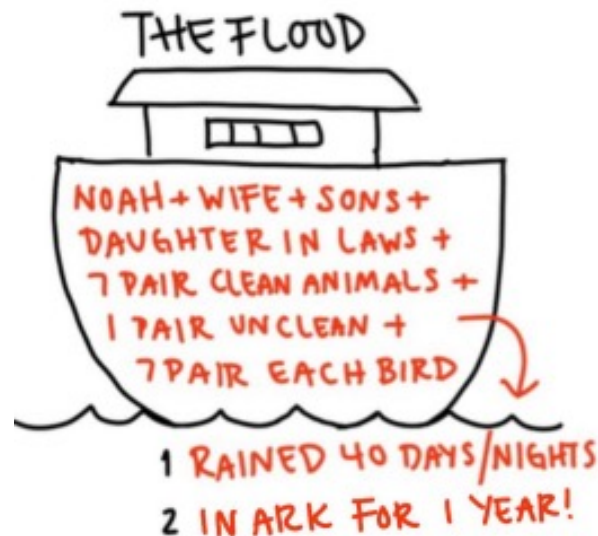 THE FLOOD
NOAH + WIFE + SONS +
DAUGHTER IN LAWS +
7 PAIR CLEAN ANIMALS +
1 PAIR UNCLEAN +
7 PAIR EACH BIRD
1 RAINED 40 DAYS/NIGHTS
2 IN ARK FOR 1 YEAR!